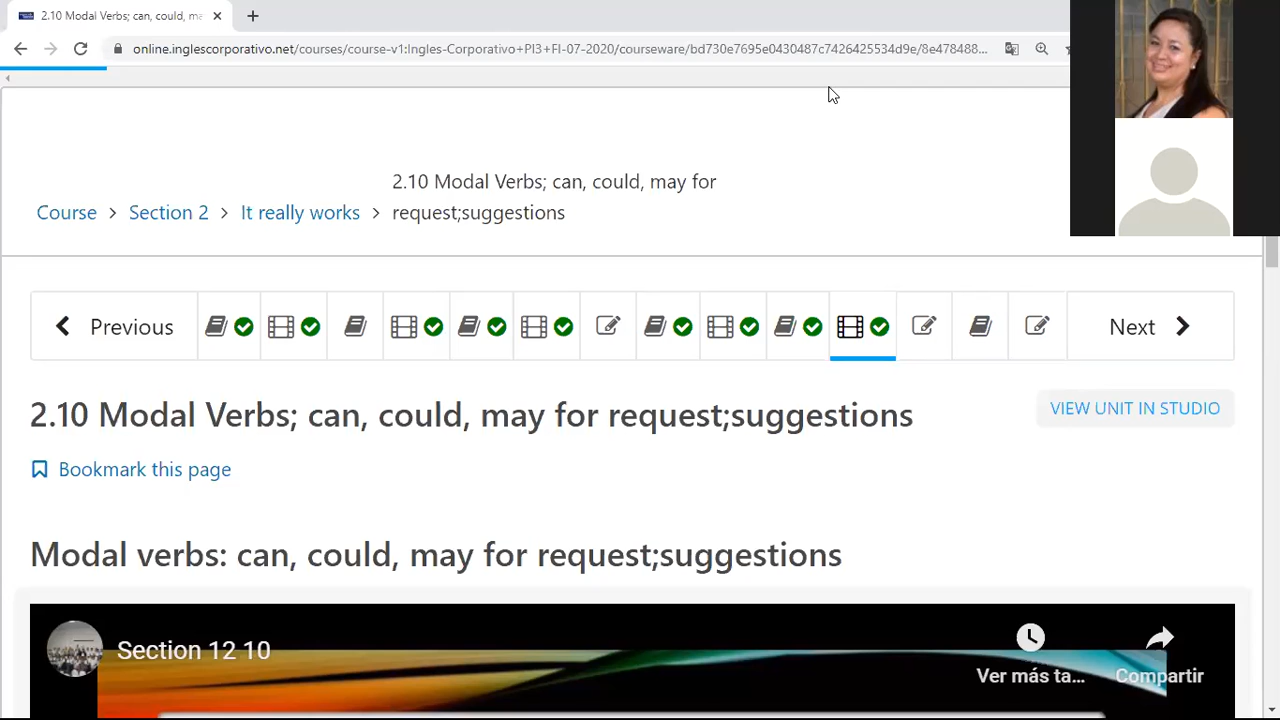 2.10 Modal Verbs; can, could, ma
online.inglescorporativo.net/courses/course-v1:Ingles-Corporativo+PI3+FI-07-2020/courseware/bd730e7695e0430487c7426425534d9e/8e478488...
2.10 Modal Verbs; can, could, may for
Course > Section 2 > It really works > request;suggestions
Previous
Next
2.10 Modal Verbs; can, could, may for request;suggestions
VIEW UNIT IN STUDIO
Bookmark this page
Modal verbs: can, could, may for request;suggestions
Section 12 10
Ver más ta...
Compartir